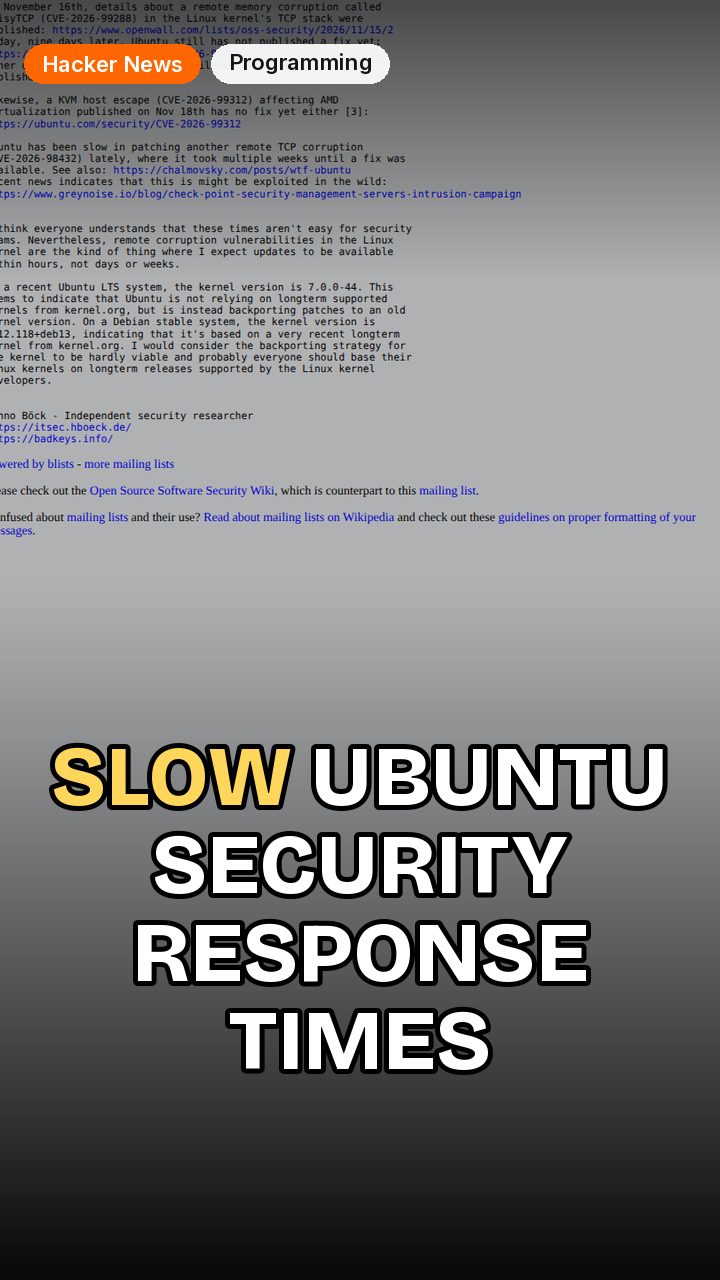 November 16th, details about a remote memory corruption called
isyTCP (CVE-2026-99288) in the Linux kernel's TCP stack were
blished: https://www.openwall.com/lists/oss-security/2026/11/15/2
day, nine days later, Ubuntu still has not published a fix yet:
Hacker News Programming
kewise, a KVM host escape (CVE-2026-99312) affecting AMD
rtualization published on Nov 18th has no fix yet either [3]:
tps://ubuntu.com/security/CVE-2026-99312
untu has been slow in patching another remote TCP corruption
VE-2026-98432) lately, where it took multiple weeks until a fix was
ailable. See also: https://chalmovsky.com/posts/wtf-ubuntu
cent news indicates that this is might be exploited in the wild:
tps://www.greynoise.io/blog/check-point-security-management-servers-intrusion-campaign
think everyone understands that these times aren't easy for security
ams. Nevertheless, remote corruption vulnerabilities in the Linux
rnel are the kind of thing where I expect updates to be available
thin hours, not days or weeks.
a recent Ubuntu LTS system, the kernel version is 7.0.0-44. This
ems to indicate that Ubuntu is not relying on longterm supported
rnels from kernel.org, but is instead backporting patches to an old
rnel version. On a Debian stable system, the kernel version is
12.118+deb13, indicating that it's based on a very recent longterm
rnel from kernel.org. I would consider the backporting strategy for
e kernel to be hardly viable and probably everyone should base their
nux kernels on longterm releases supported by the Linux kernel
velopers.
nno Böck - Independent security researcher
tps://itsec.hboeck.de/
tps://badkeys.info/
wered by blists - more mailing lists
ease check out the Open Source Software Security Wiki, which is counterpart to this mailing list.
nfused about mailing lists and their use? Read about mailing lists on Wikipedia and check out these guidelines on proper formatting of your
ssages.
SLOW UBUNTU
SECURITY
RESPONSE
TIMES